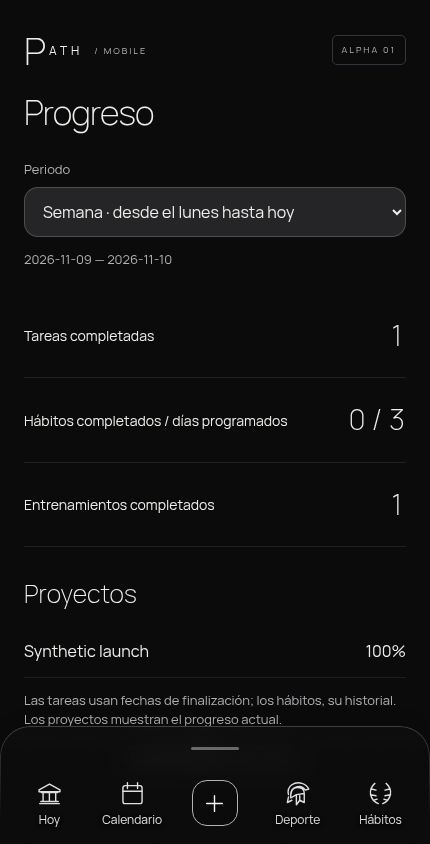 PATH / MOBILE
ALPHA 01
Progreso
Periodo
Semana · desde el lunes hasta hoy
2026-11-09 — 2026-11-10
Tareas completadas 1
Hábitos completados / días programados 0 / 3
Entrenamientos completados 1
Proyectos
Synthetic launch 100%
Las tareas usan fechas de finalización; los hábitos, su historial.
Los proyectos muestran el progreso actual.
Hoy Calendario + Deporte Hábitos